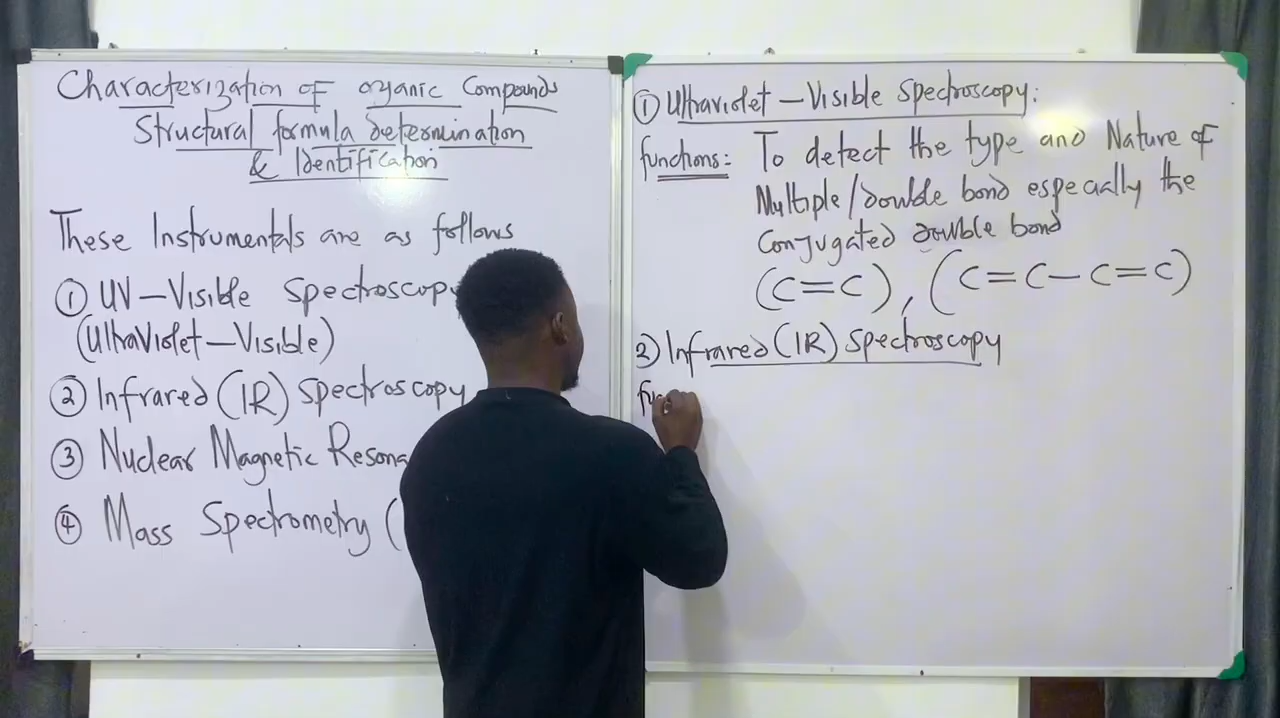 Characterization of organic Compounds
Structural formula determination
& Identification
These Instrumentals are as follows
① UV-Visible Spectroscopy
(UltraViolet-Visible)
② Infrared (IR) Spectroscopy
③ Nuclear Magnetic
④ Mass Spectrometry (
① Ultraviolet-Visible Spectroscopy:
functions: To detect the type and Nature of
Multiple/double bond especially the
Conjugated double bond
(C=C), (C=C-C=C)
2) Infrared (IR) Spectroscopy